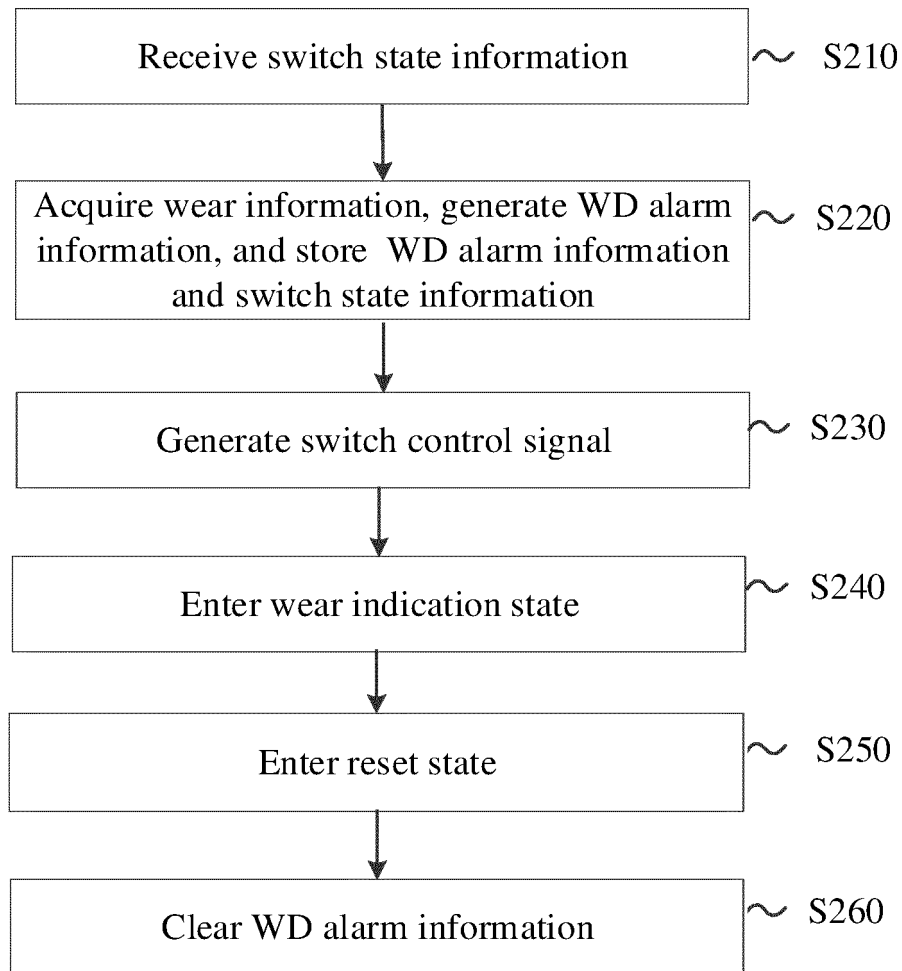 Receive switch state information
S210
Acquire wear information, generate WD alarm
information, and store WD alarm information
and switch state information
S220
Generate switch control signal
S230
Enter wear indication state
S240
Enter reset state
S250
Clear WD alarm information
S260